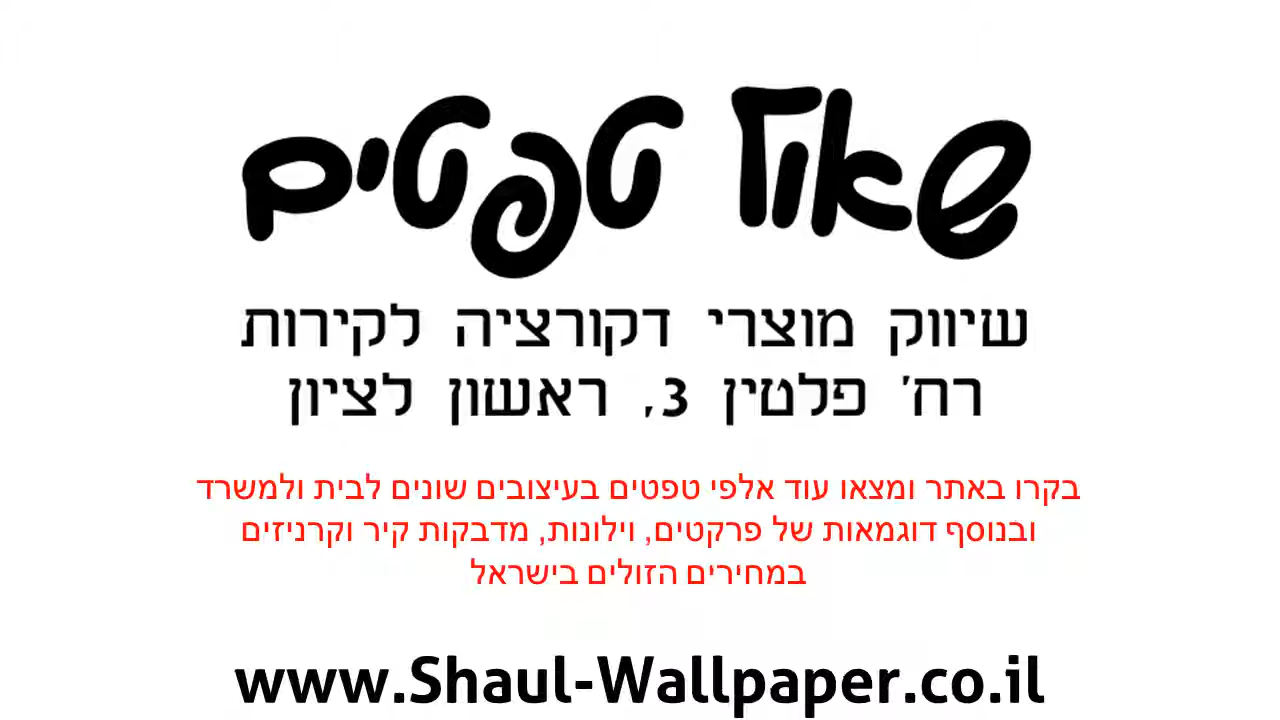 שאול טפטים
שיווק מוצרי דקורציה לקירות
רח' פלטין 3, ראשון לציון
בקרו באתר ומצאו עוד אלפי טפטים בעיצובים שונים לבית ולמשרד
ובנוסף דוגמאות של פרקטים, וילונות, מדבקות קיר וקרניזים
במחירים הזולים בישראל
www.Shaul-Wallpaper.co.il